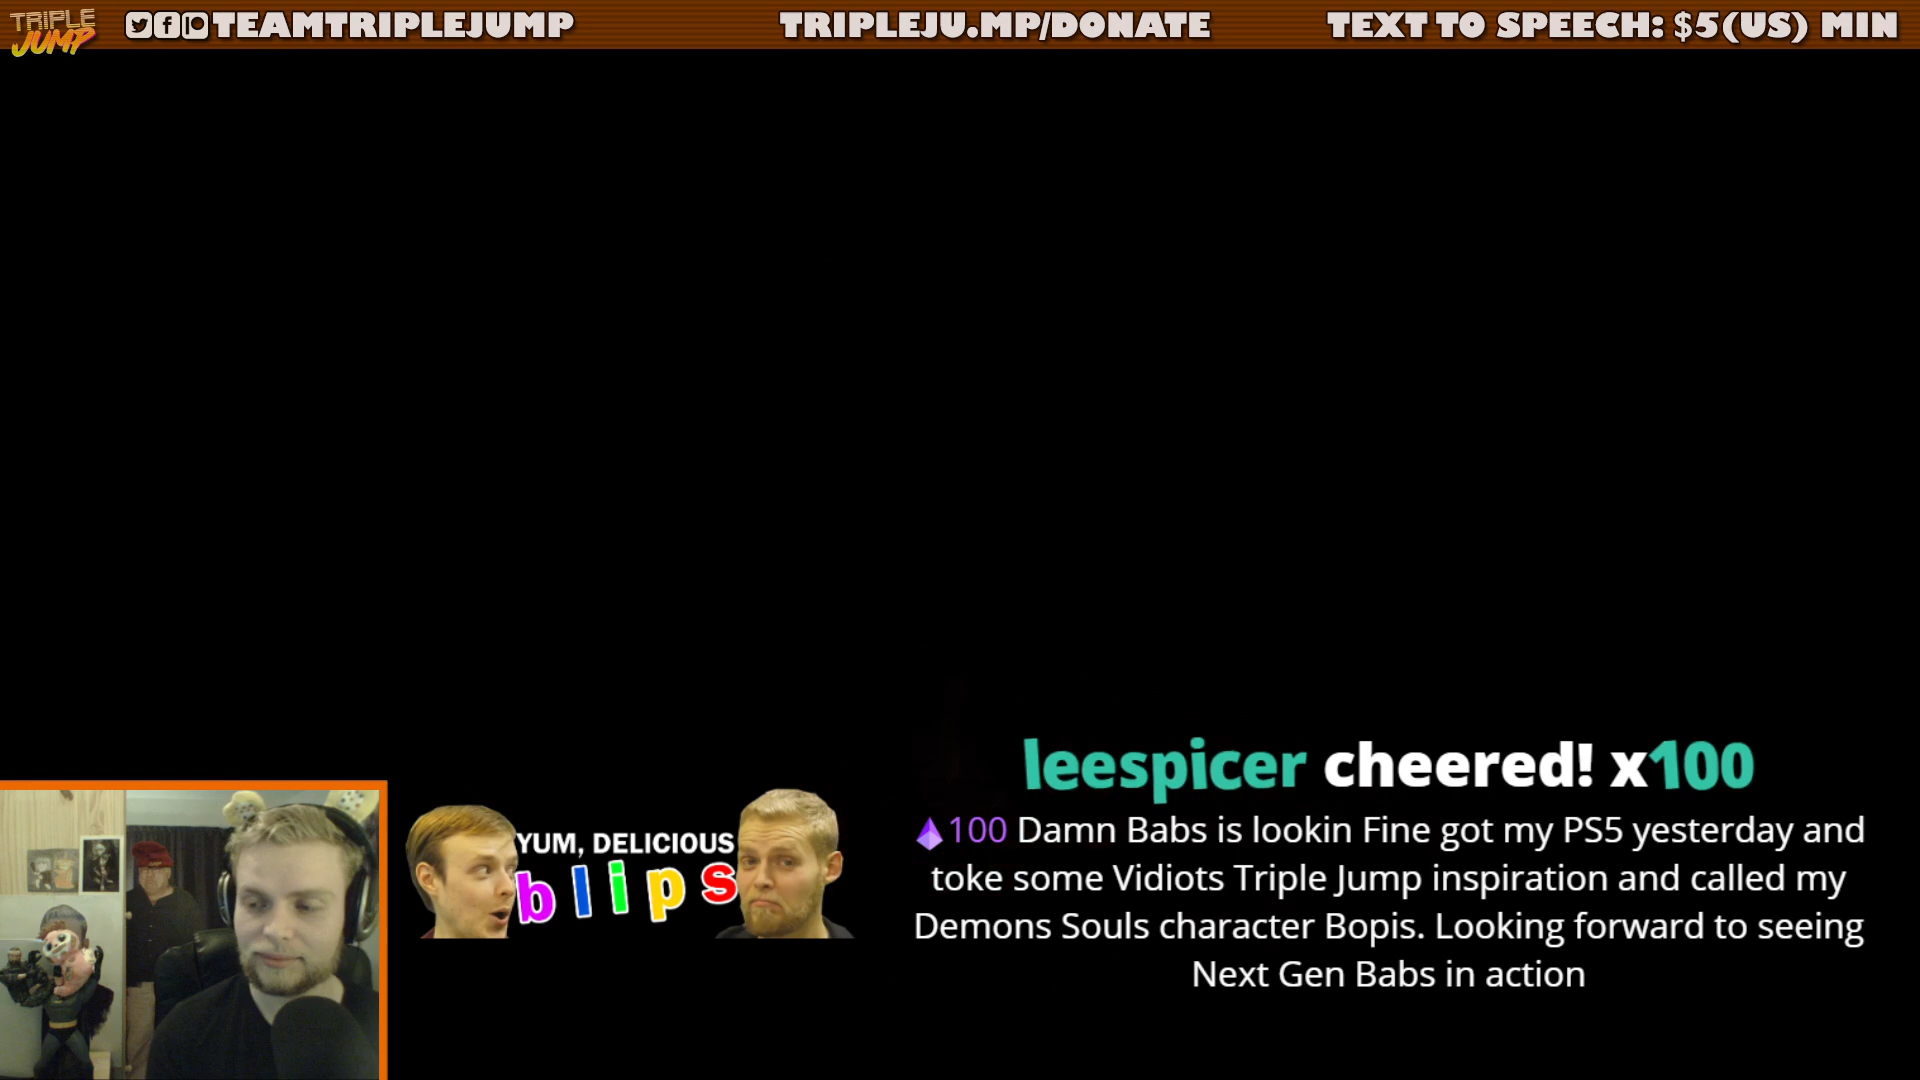 TRIPLE
JUMP
TEAMTRIPLEJUMP
TRIPLEJU.MP/DONATE
TEXT TO SPEECH: $5(US) MIN
YUM, DELICIOUS
blips
leespicer cheered! x100
100 Damn Babs is lookin Fine got my PS5 yesterday and
toke some Vidiots Triple Jump inspiration and called my
Demons Souls character Bopis. Looking forward to seeing
Next Gen Babs in action